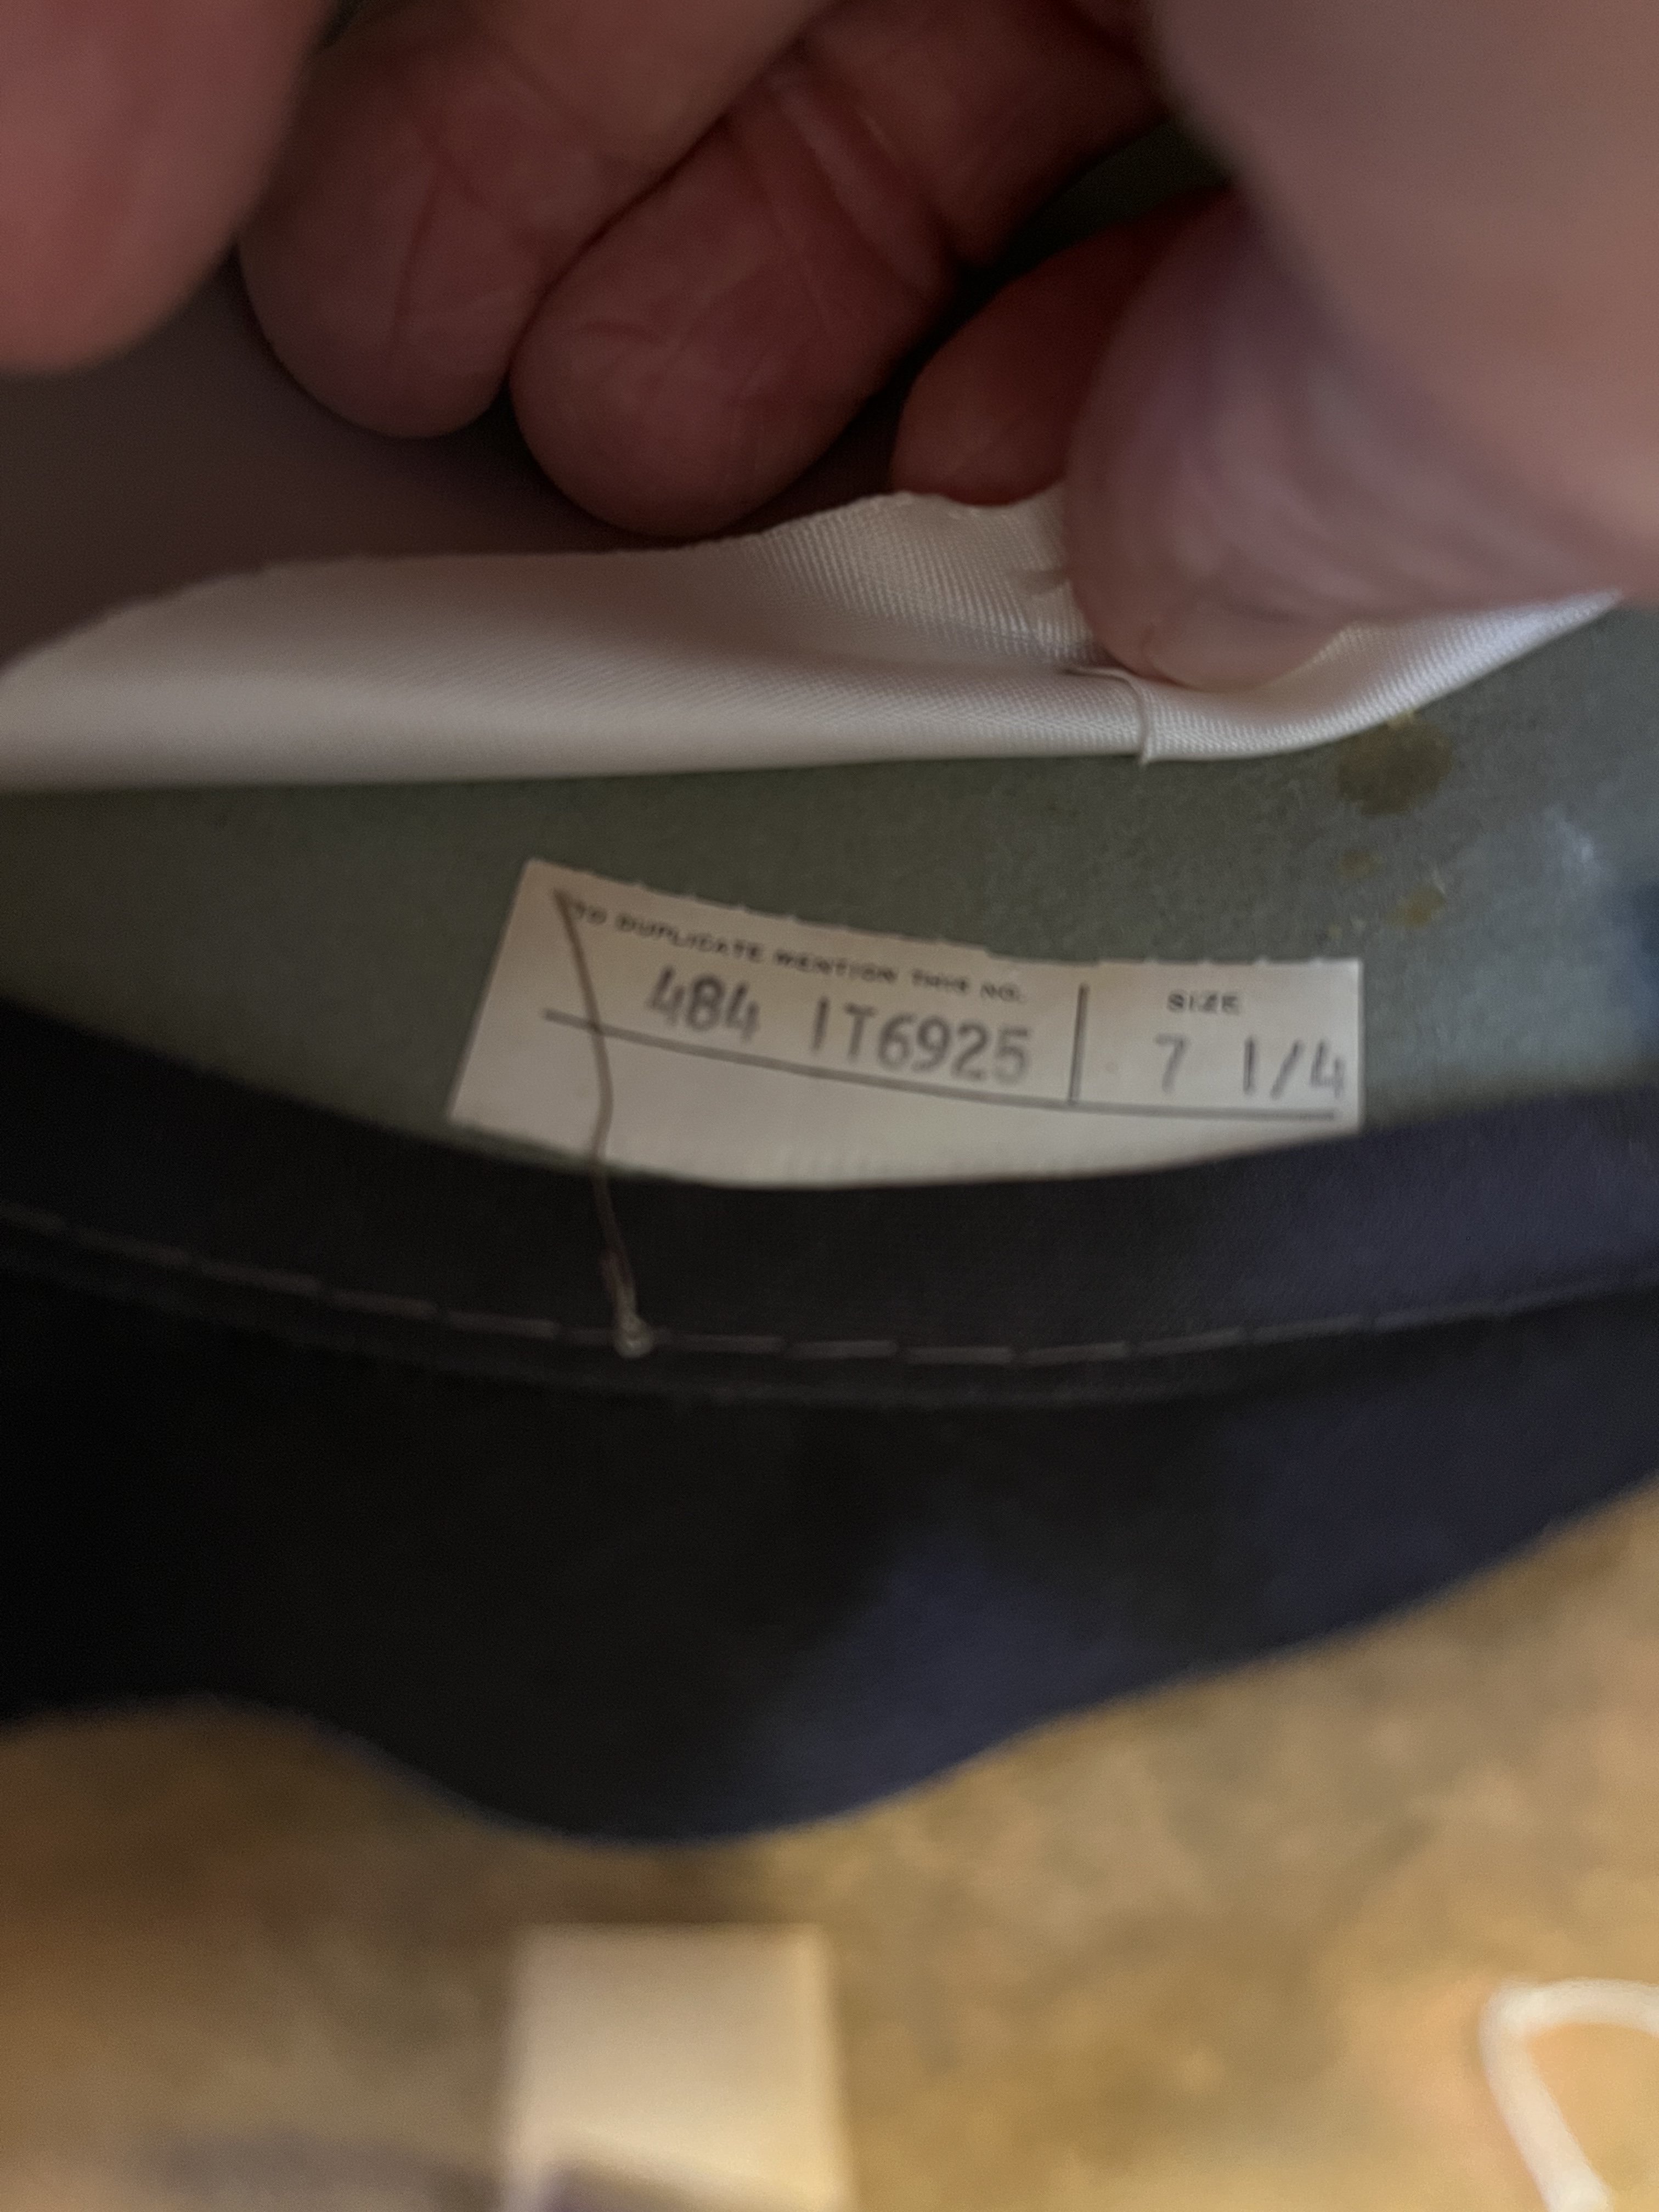 TO DUPLICATE MENTION THIS NO.
484 1T6925
SIZE
7 1/4